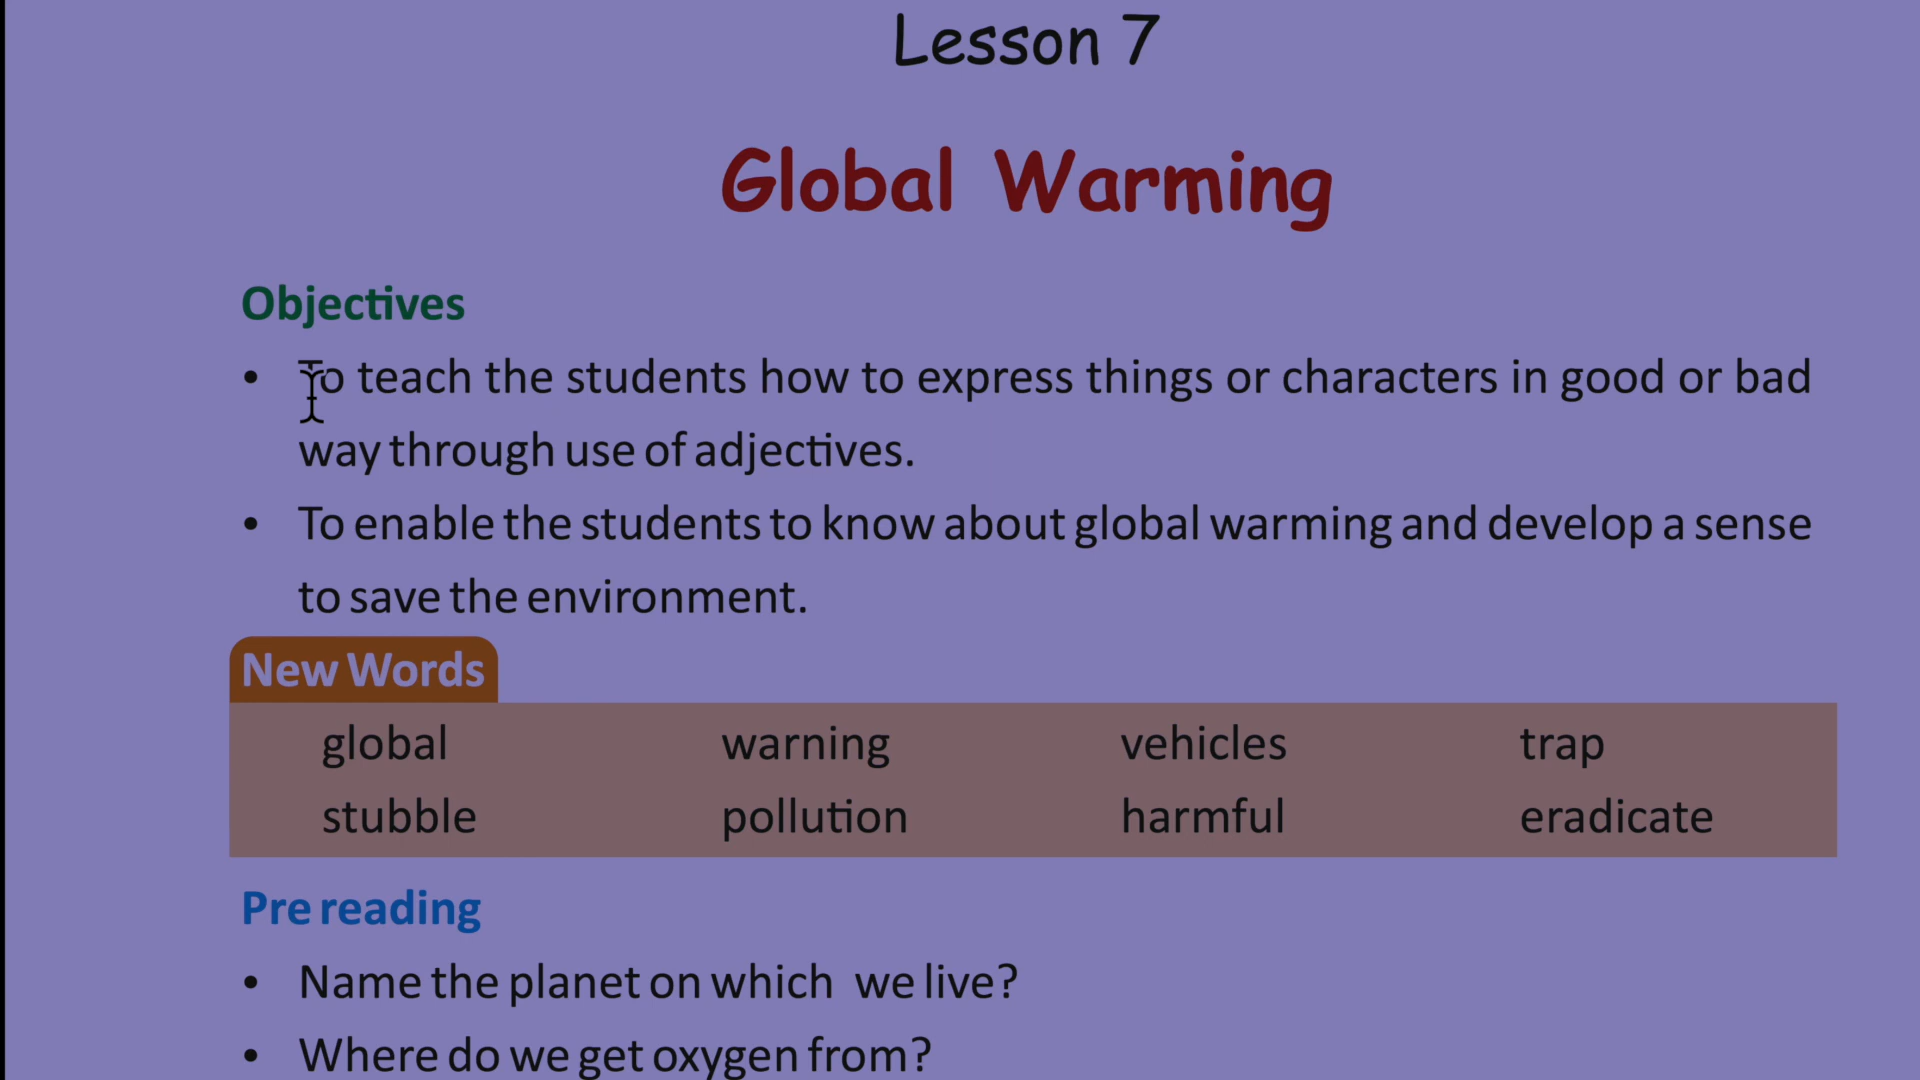 Lesson 7
Global Warming
Objectives
• To teach the students how to express things or characters in good or bad
way through use of adjectives.
• To enable the students to know about global warming and develop a sense
to save the environment.
New Words
global warning vehicles trap
stubble pollution harmful eradicate
Pre reading
• Name the planet on which we live?
• Where do we get oxygen from?